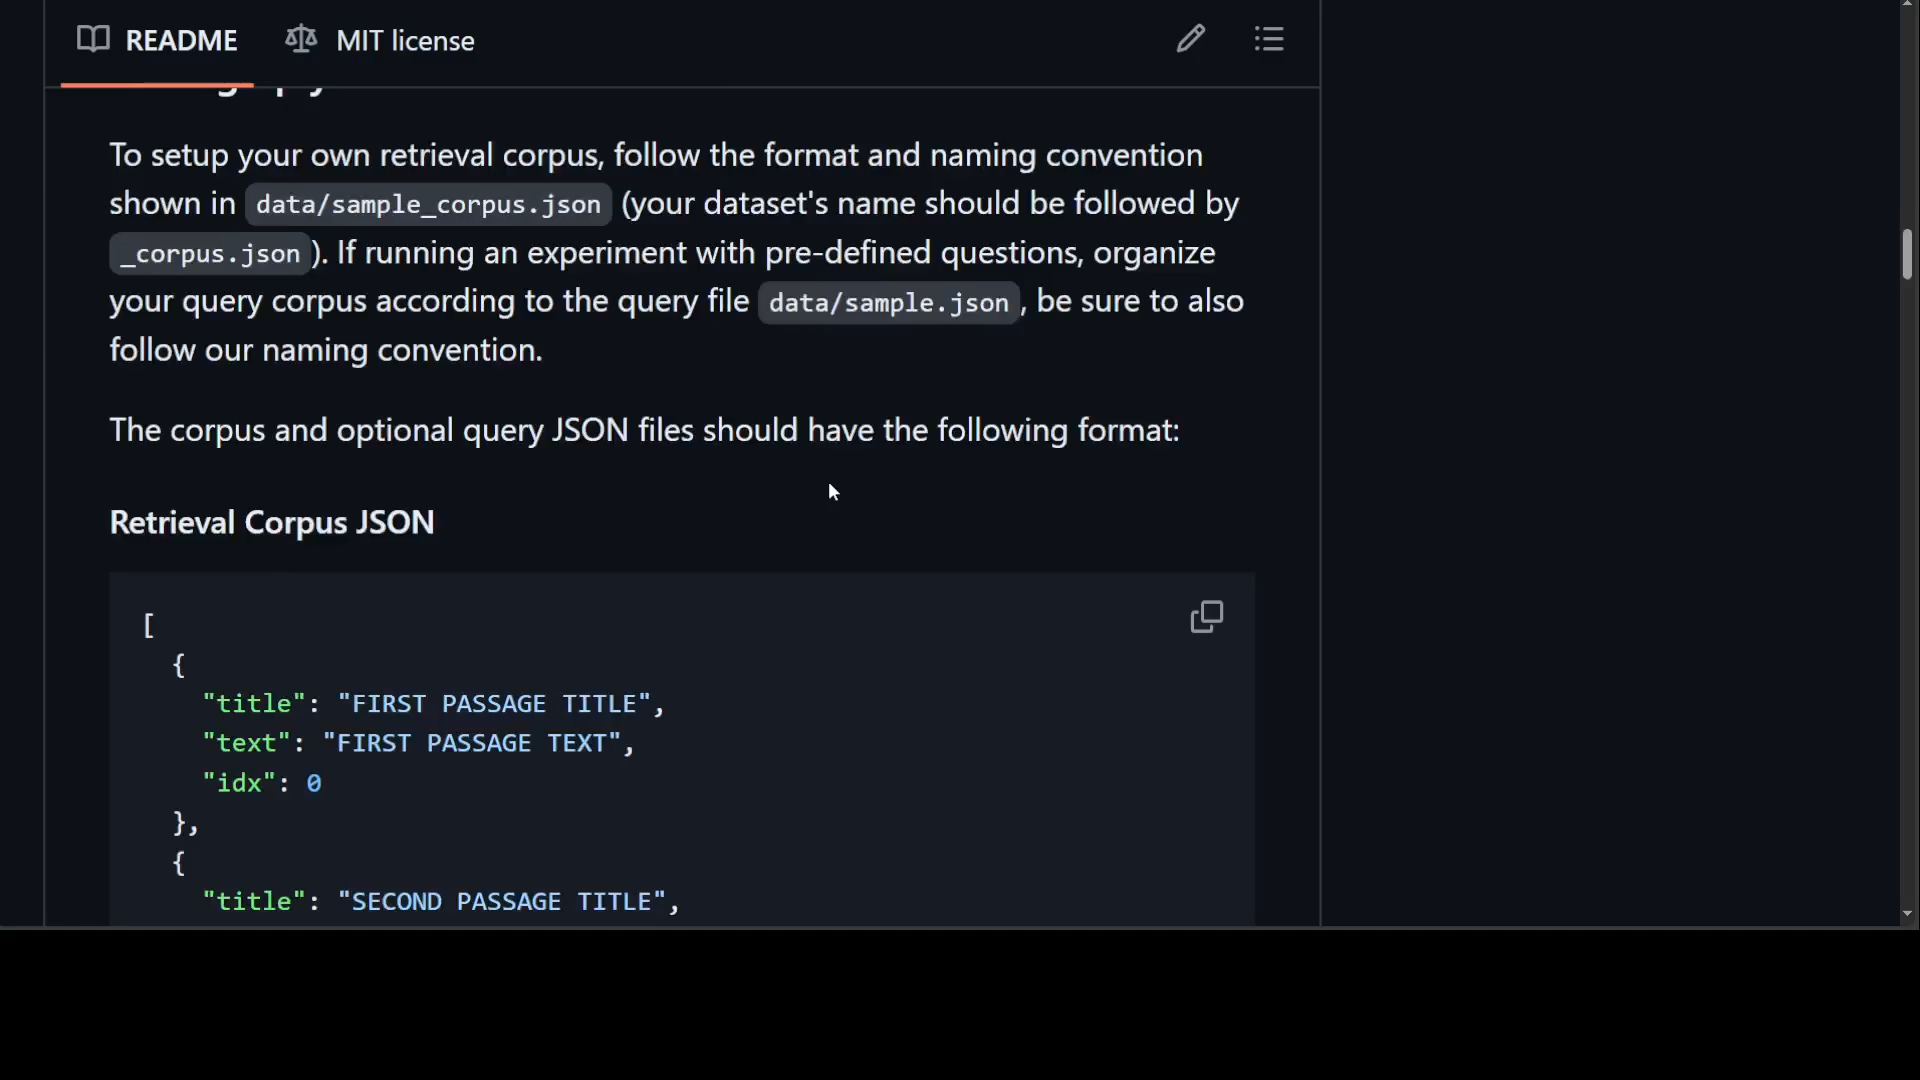 README MIT license
To setup your own retrieval corpus, follow the format and naming convention
shown in data/sample_corpus.json (your dataset's name should be followed by
_corpus.json ). If running an experiment with pre-defined questions, organize
your query corpus according to the query file data/sample.json , be sure to also
follow our naming convention.
The corpus and optional query JSON files should have the following format:
Retrieval Corpus JSON
[
{
"title": "FIRST PASSAGE TITLE",
"text": "FIRST PASSAGE TEXT",
"idx": 0
},
{
"title": "SECOND PASSAGE TITLE",